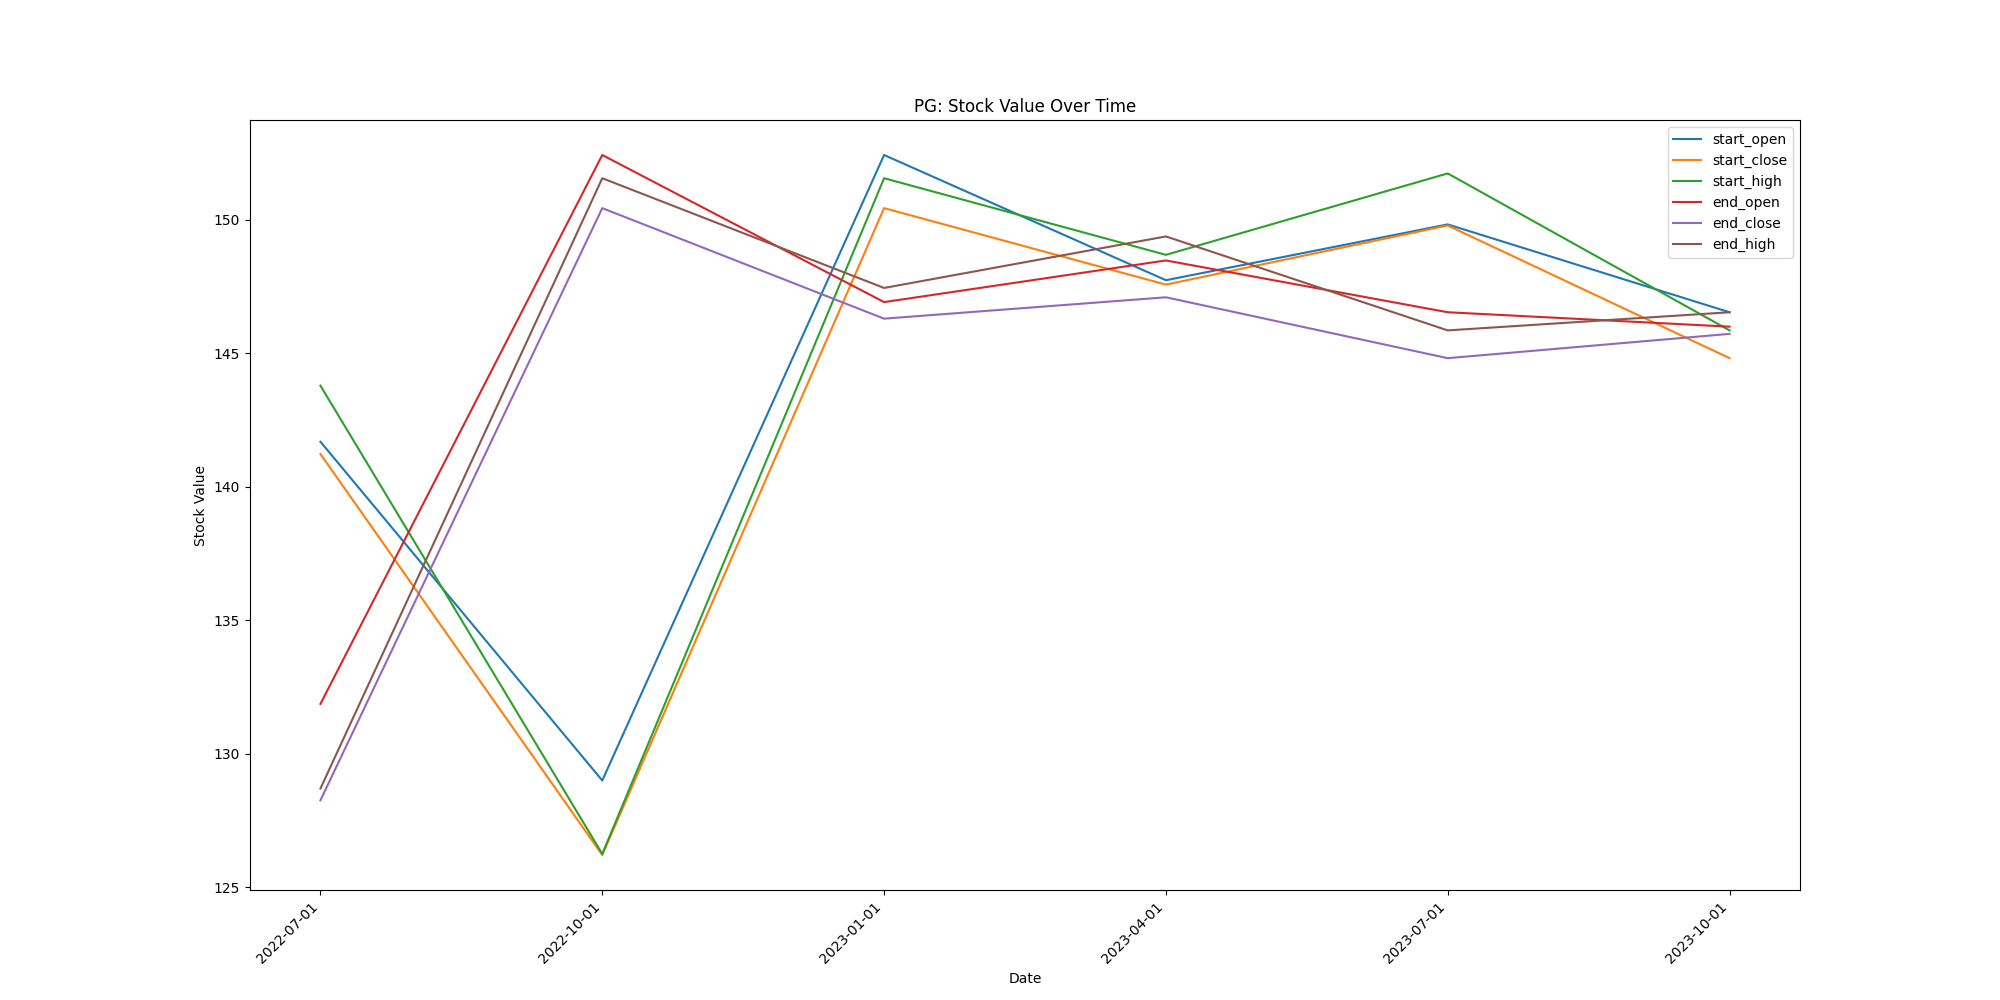 PG: Stock Value Over Time
start_open
start_close
start_high
end_open
end_close
end_high
Stock Value
150
145
140
135
130
125
2022-07-01
2022-10-01
2023-01-01
2023-04-01
2023-07-01
2023-10-01
Date